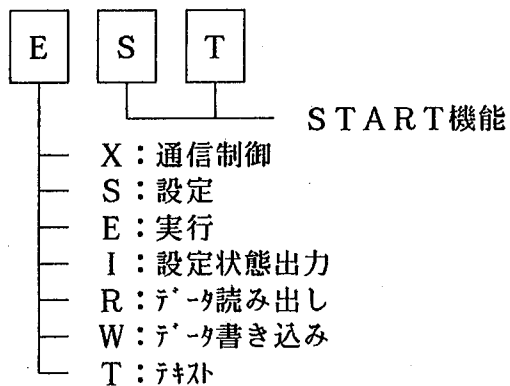 E S T
START機能
X：通信制御
S：設定
E：実行
I：設定状態出力
R：ﾃﾞｰﾀ読み出し
W：ﾃﾞｰﾀ書き込み
T：ﾃｷｽﾄ